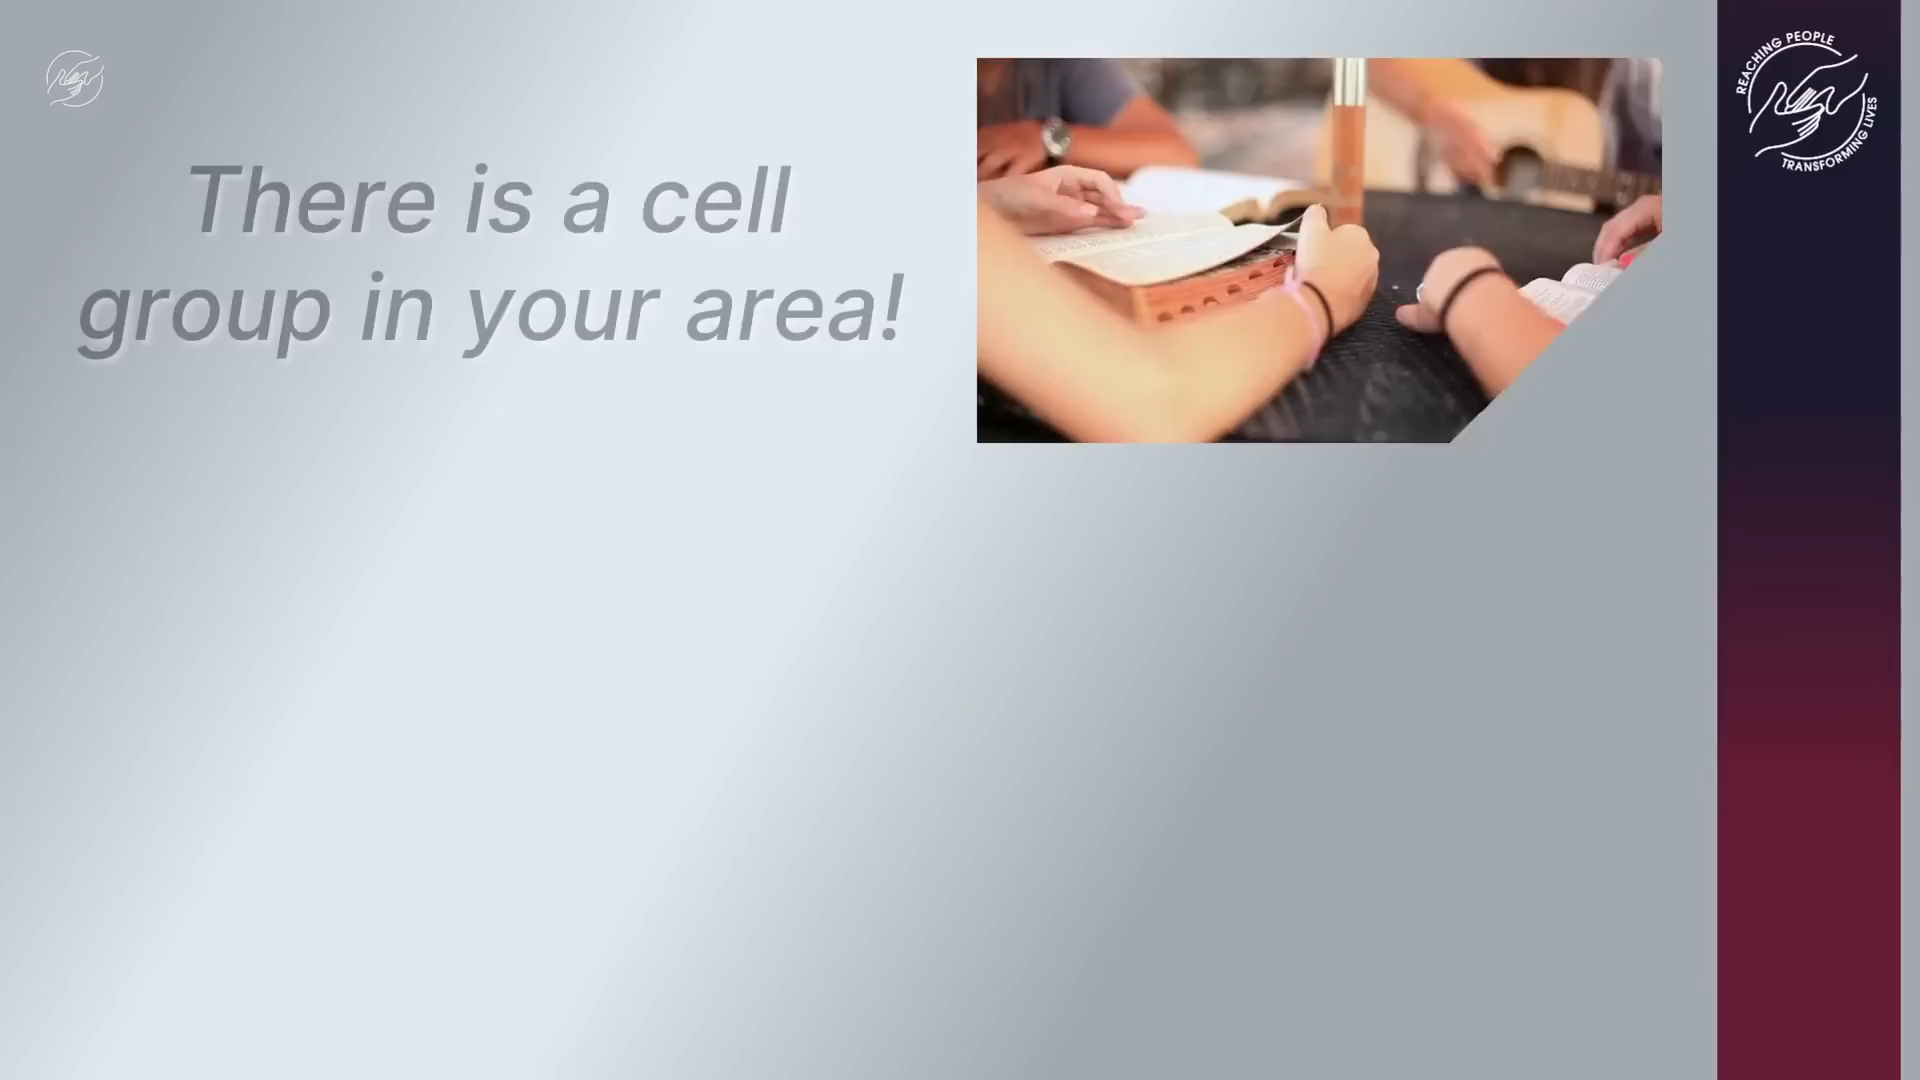 There is a cell
group in your area!
REACHING PEOPLE
TRANSFORMING LIVES